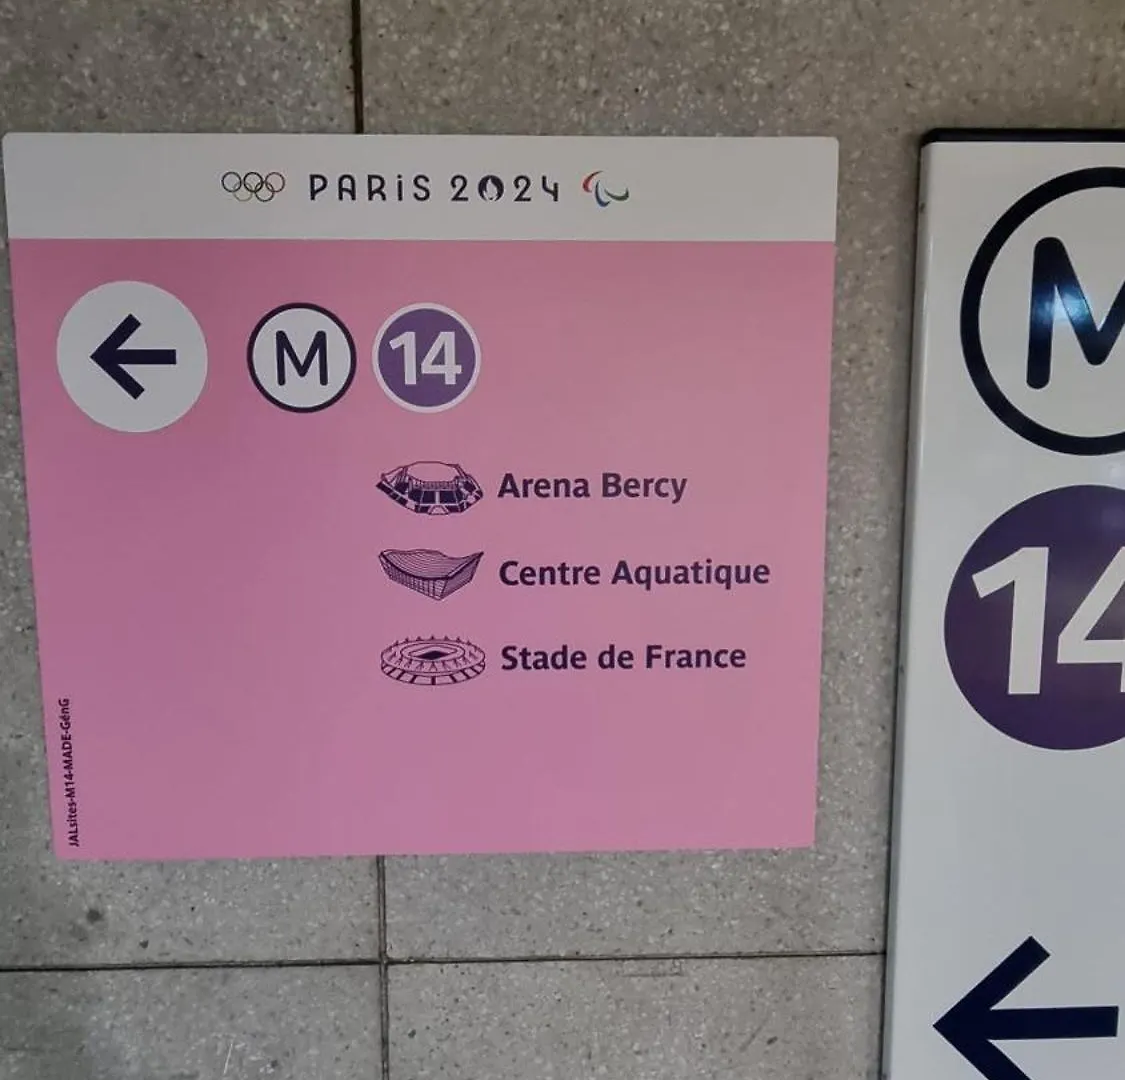 PARiS 2024
M 14
Arena Bercy
Centre Aquatique
Stade de France
JALsites-M14-MADE-GénG
M
14